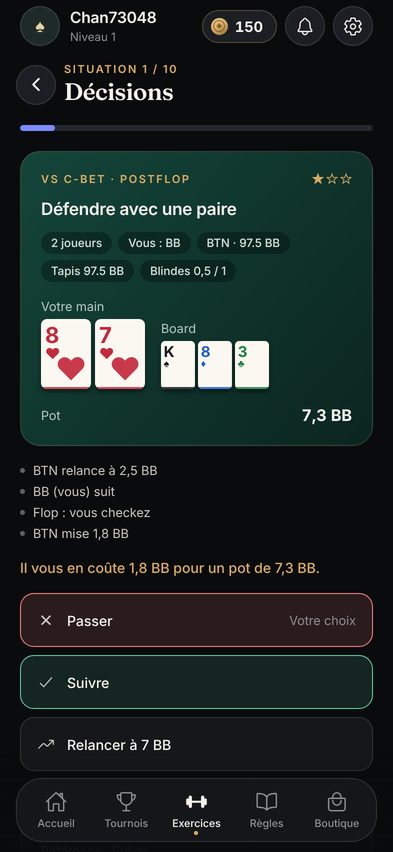 Chan73048
Niveau 1
150
SITUATION 1 / 10
Décisions
VS C-BET · POSTFLOP
Défendre avec une paire
2 joueurs
Vous : BB
BTN · 97.5 BB
Tapis 97.5 BB
Blindes 0,5 / 1
Votre main
Board
8
7
K
8
3
Pot
7,3 BB
BTN relance à 2,5 BB
BB (vous) suit
Flop : vous checkez
BTN mise 1,8 BB
Il vous en coûte 1,8 BB pour un pot de 7,3 BB.
Passer
Votre choix
Suivre
Relancer à 7 BB
Accueil
Tournois
Exercices
Règles
Boutique